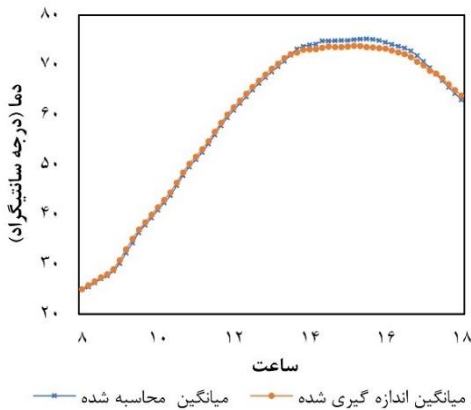 دما (درجه سانتیگراد)
۸۰
۷۰
۶۰
۵۰
۴۰
۳۰
۲۰
۸ ۱۰ ۱۲ ۱۴ ۱۶ ۱۸
ساعت
میانگین اندازه گیری شده میانگین محاسبه شده